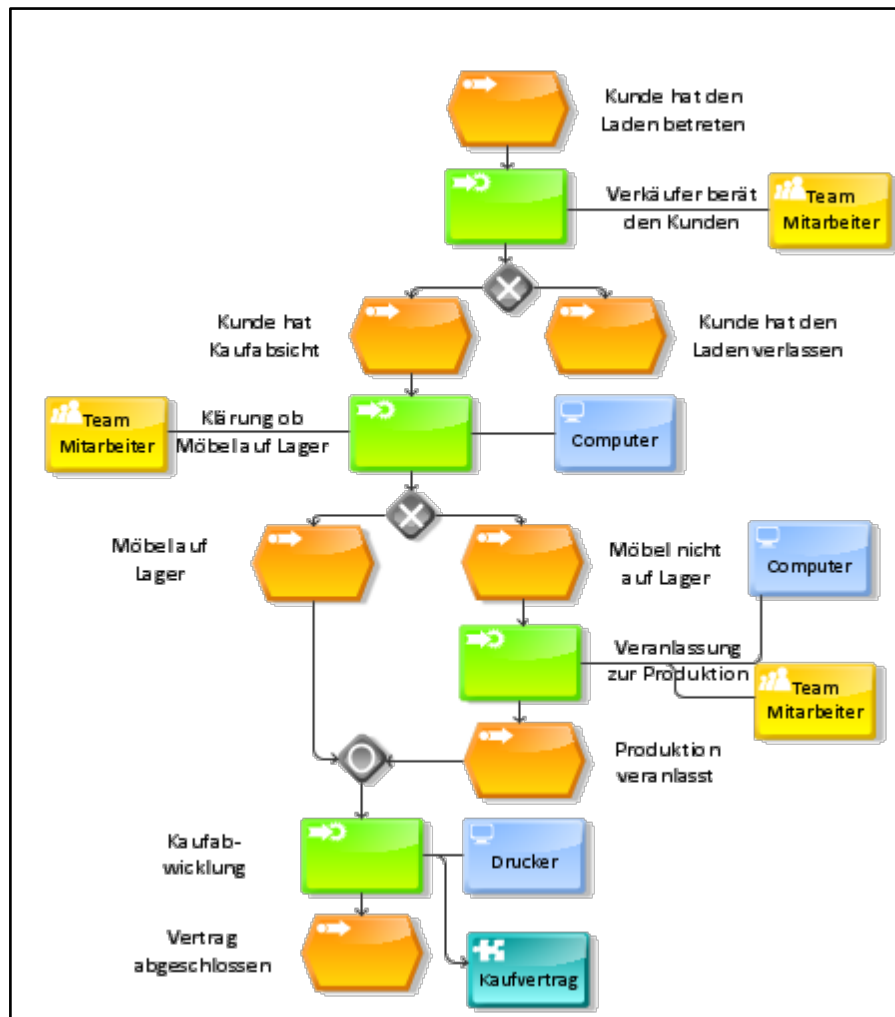 Kunde hat den
Laden betreten
Verkäufer berät
den Kunden
Team
Mitarbeiter
Kunde hat
Kaufabsicht
Kunde hat den
Laden verlassen
Team
Mitarbeiter
Klärung ob
Möbel auf Lager
Computer
Möbel auf
Lager
Möbel nicht
auf Lager
Computer
Veranlassung
zur Produktion
Team
Mitarbeiter
Produktion
veranlasst
Kaufab-
wicklung
Drucker
Vertrag
abgeschlossen
Kaufvertrag